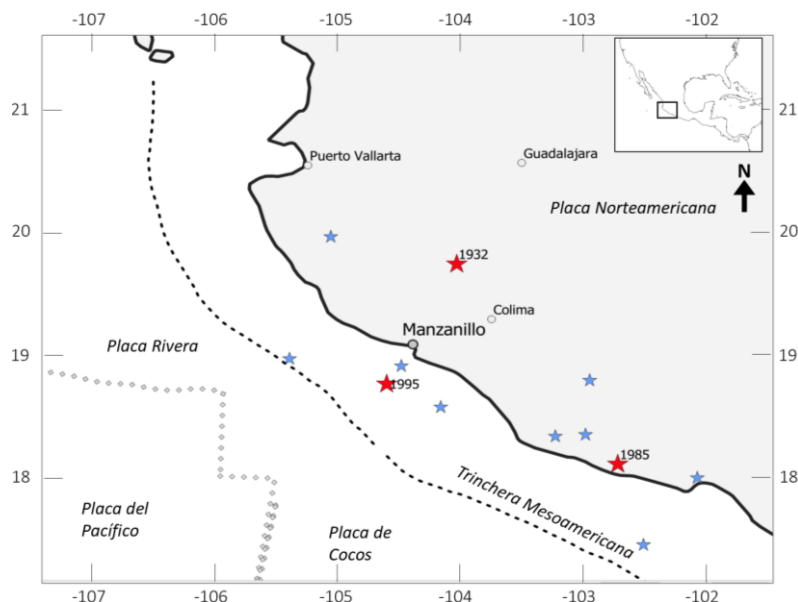 -107 -106 -105 -104 -103 -102
21 21
Puerto Vallarta
Guadalajara
N
Placa Norteamericana
20 20
1932
Colima
Manzanillo
Placa Rivera
19 19
1995
1985
18 18
Trinchera Mesoamericana
Placa del
Pacífico
Placa de
Cocos
-107 -106 -105 -104 -103 -102